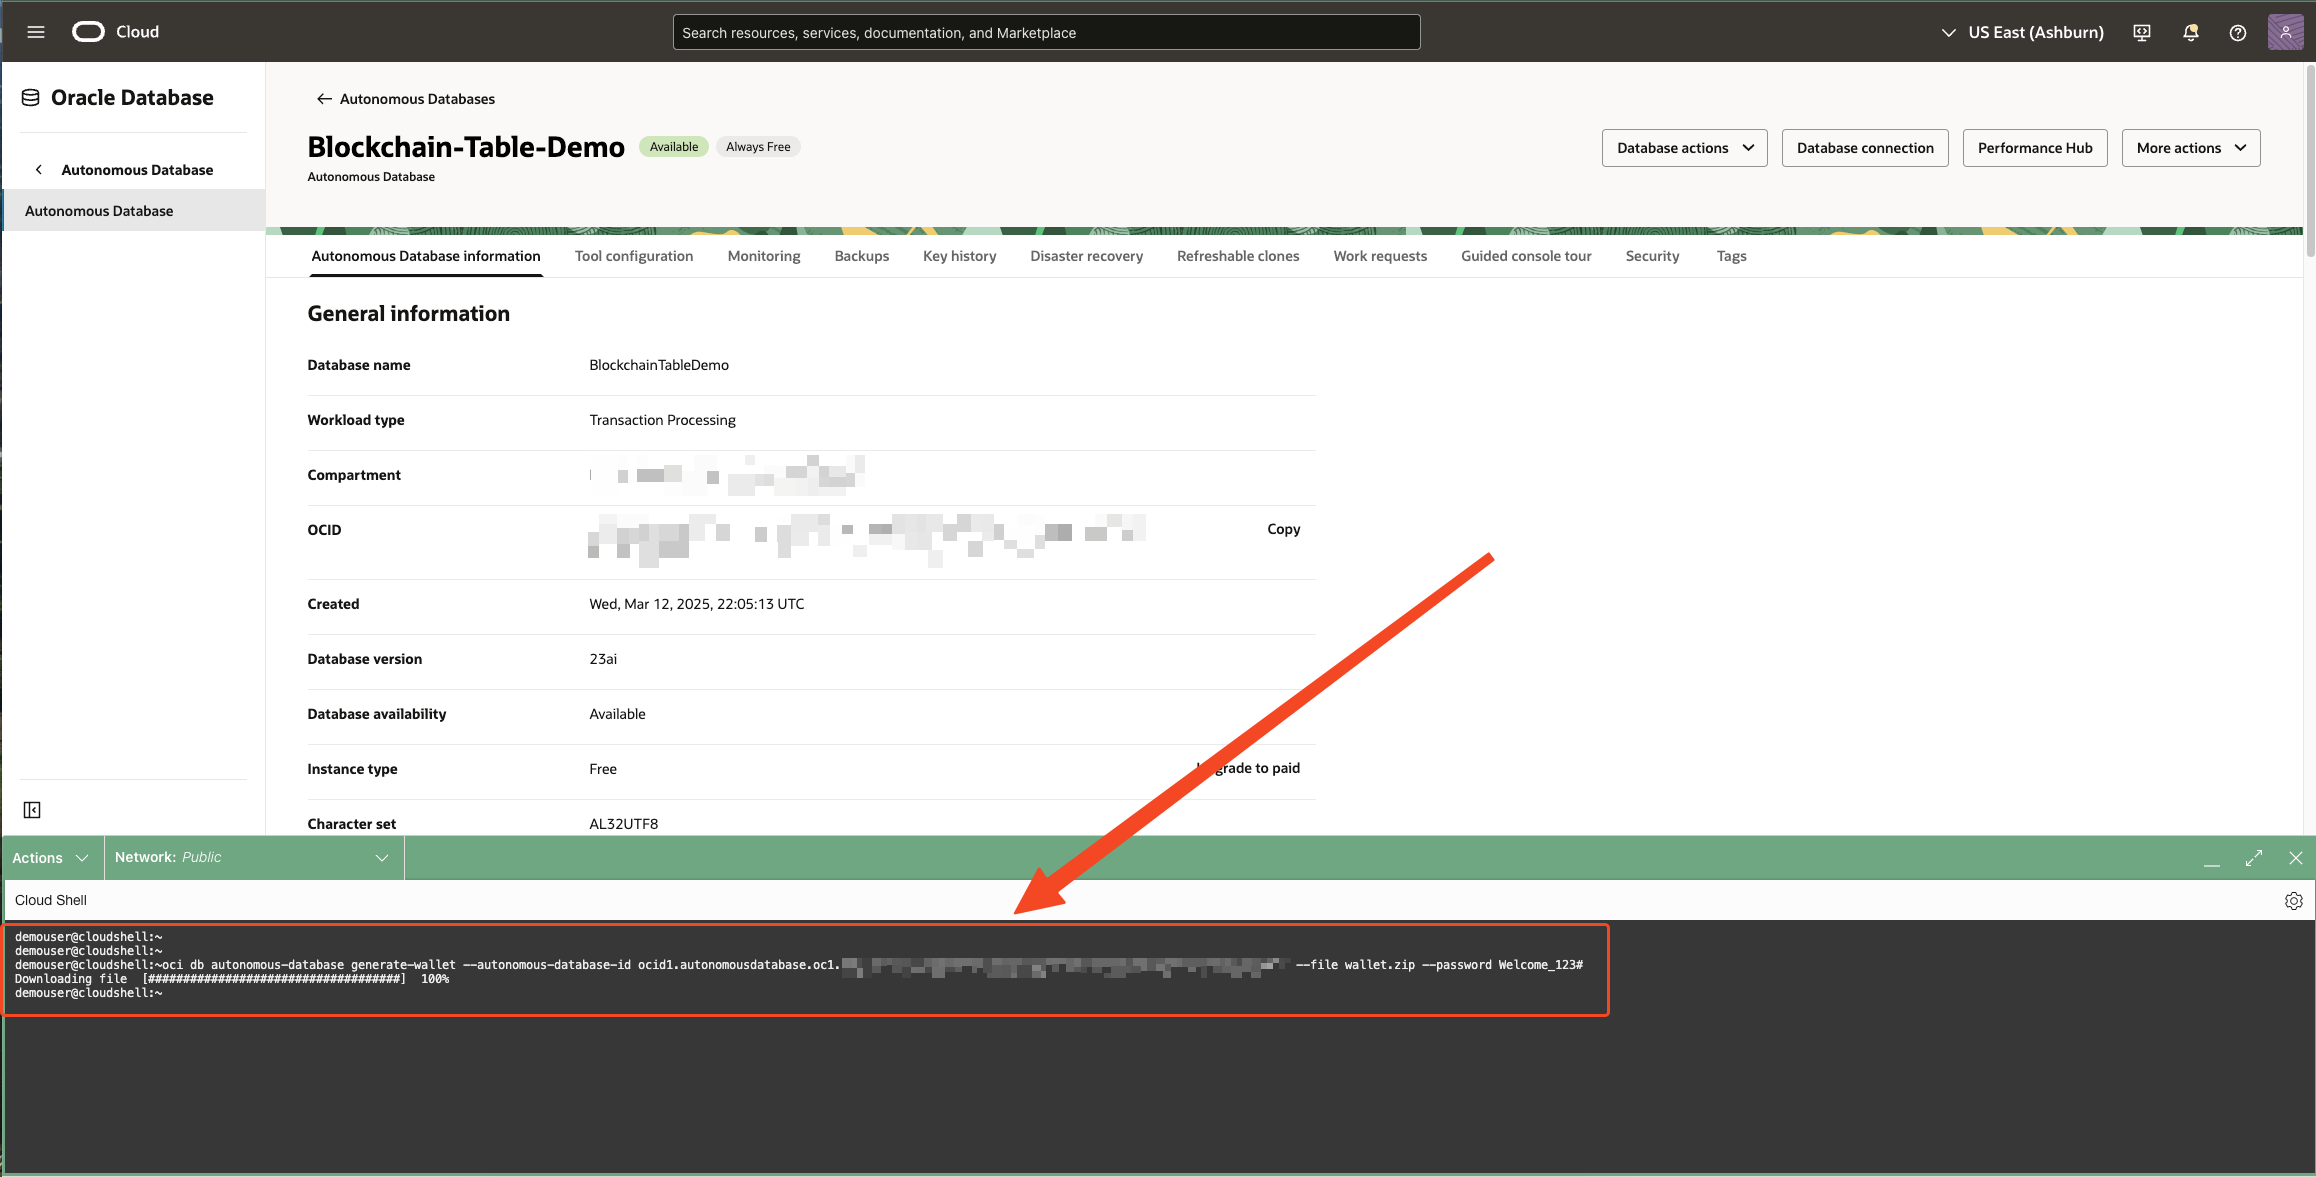 Cloud
Search resources, services, documentation, and Marketplace
US East (Ashburn)
Oracle Database
Autonomous Database
Autonomous Database
Autonomous Databases
Blockchain-Table-Demo
Available
Always Free
Autonomous Database
Database actions
Database connection
Performance Hub
More actions
Autonomous Database information
Tool configuration
Monitoring
Backups
Key history
Disaster recovery
Refreshable clones
Work requests
Guided console tour
Security
Tags
General information
Database name BlockchainTableDemo
Workload type Transaction Processing
Compartment
OCID Copy
Created Wed, Mar 12, 2025, 22:05:13 UTC
Database version 23ai
Database availability Available
Instance type Free to paid
Character set AL32UTF8
Actions
Network: Public
Cloud Shell
demouser@cloudshell:~
demouser@cloudshell:~
demouser@cloudshell:~oci db autonomous-database generate-wallet --autonomous-database-id ocid1.autonomousdatabase.oc1. --file wallet.zip --password Welcome_123#
Downloading file [####################################] 100%
demouser@cloudshell:~